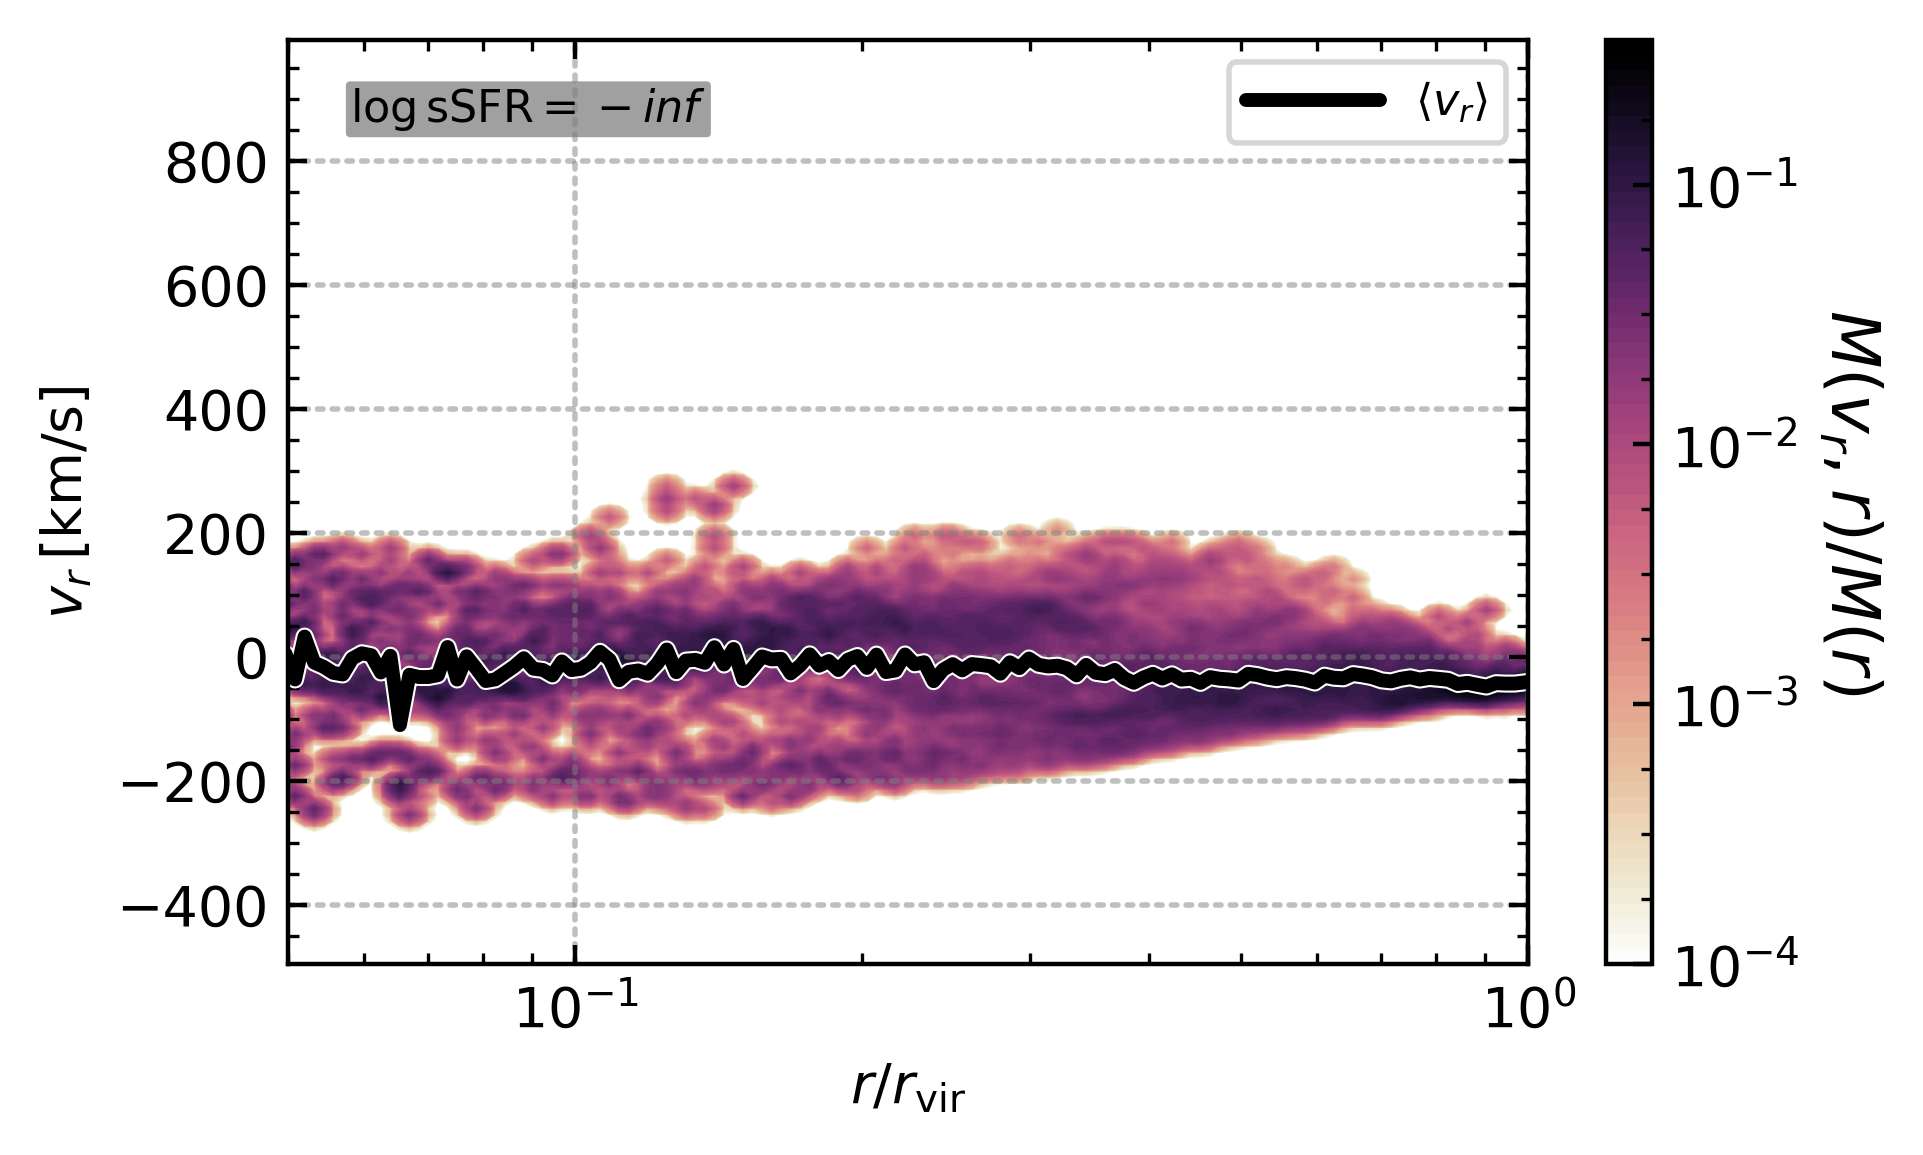 log sSFR = −inf
⟨v_r⟩
800
600
400
200
0
−200
−400
v_r [km/s]
10^−1
10^0
r/r_vir
10^−1
10^−2
10^−3
10^−4
M(v_r, r)/M(r)